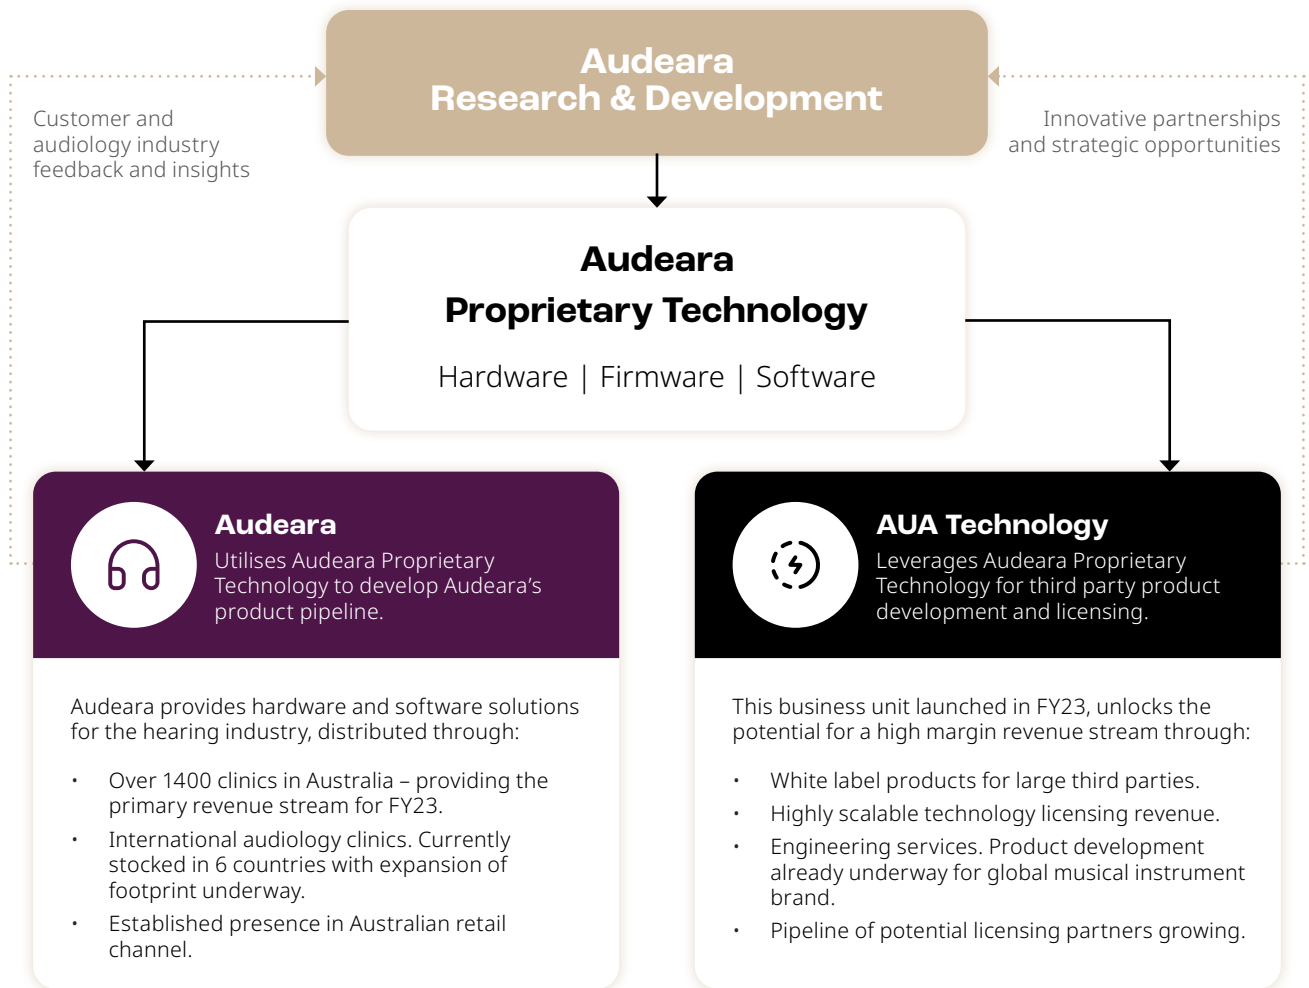 Audeara
Research & Development
Customer and
audiology industry
feedback and insights
Innovative partnerships
and strategic opportunities
Audeara
Proprietary Technology
Hardware | Firmware | Software
Audeara
Utilises Audeara Proprietary
Technology to develop Audeara’s
product pipeline.
Audeara provides hardware and software solutions
for the hearing industry, distributed through:
• Over 1400 clinics in Australia – providing the
primary revenue stream for FY23.
• International audiology clinics. Currently
stocked in 6 countries with expansion of
footprint underway.
• Established presence in Australian retail
channel.
AUA Technology
Leverages Audeara Proprietary
Technology for third party product
development and licensing.
This business unit launched in FY23, unlocks the
potential for a high margin revenue stream through:
• White label products for large third parties.
• Highly scalable technology licensing revenue.
• Engineering services. Product development
already underway for global musical instrument
brand.
• Pipeline of potential licensing partners growing.